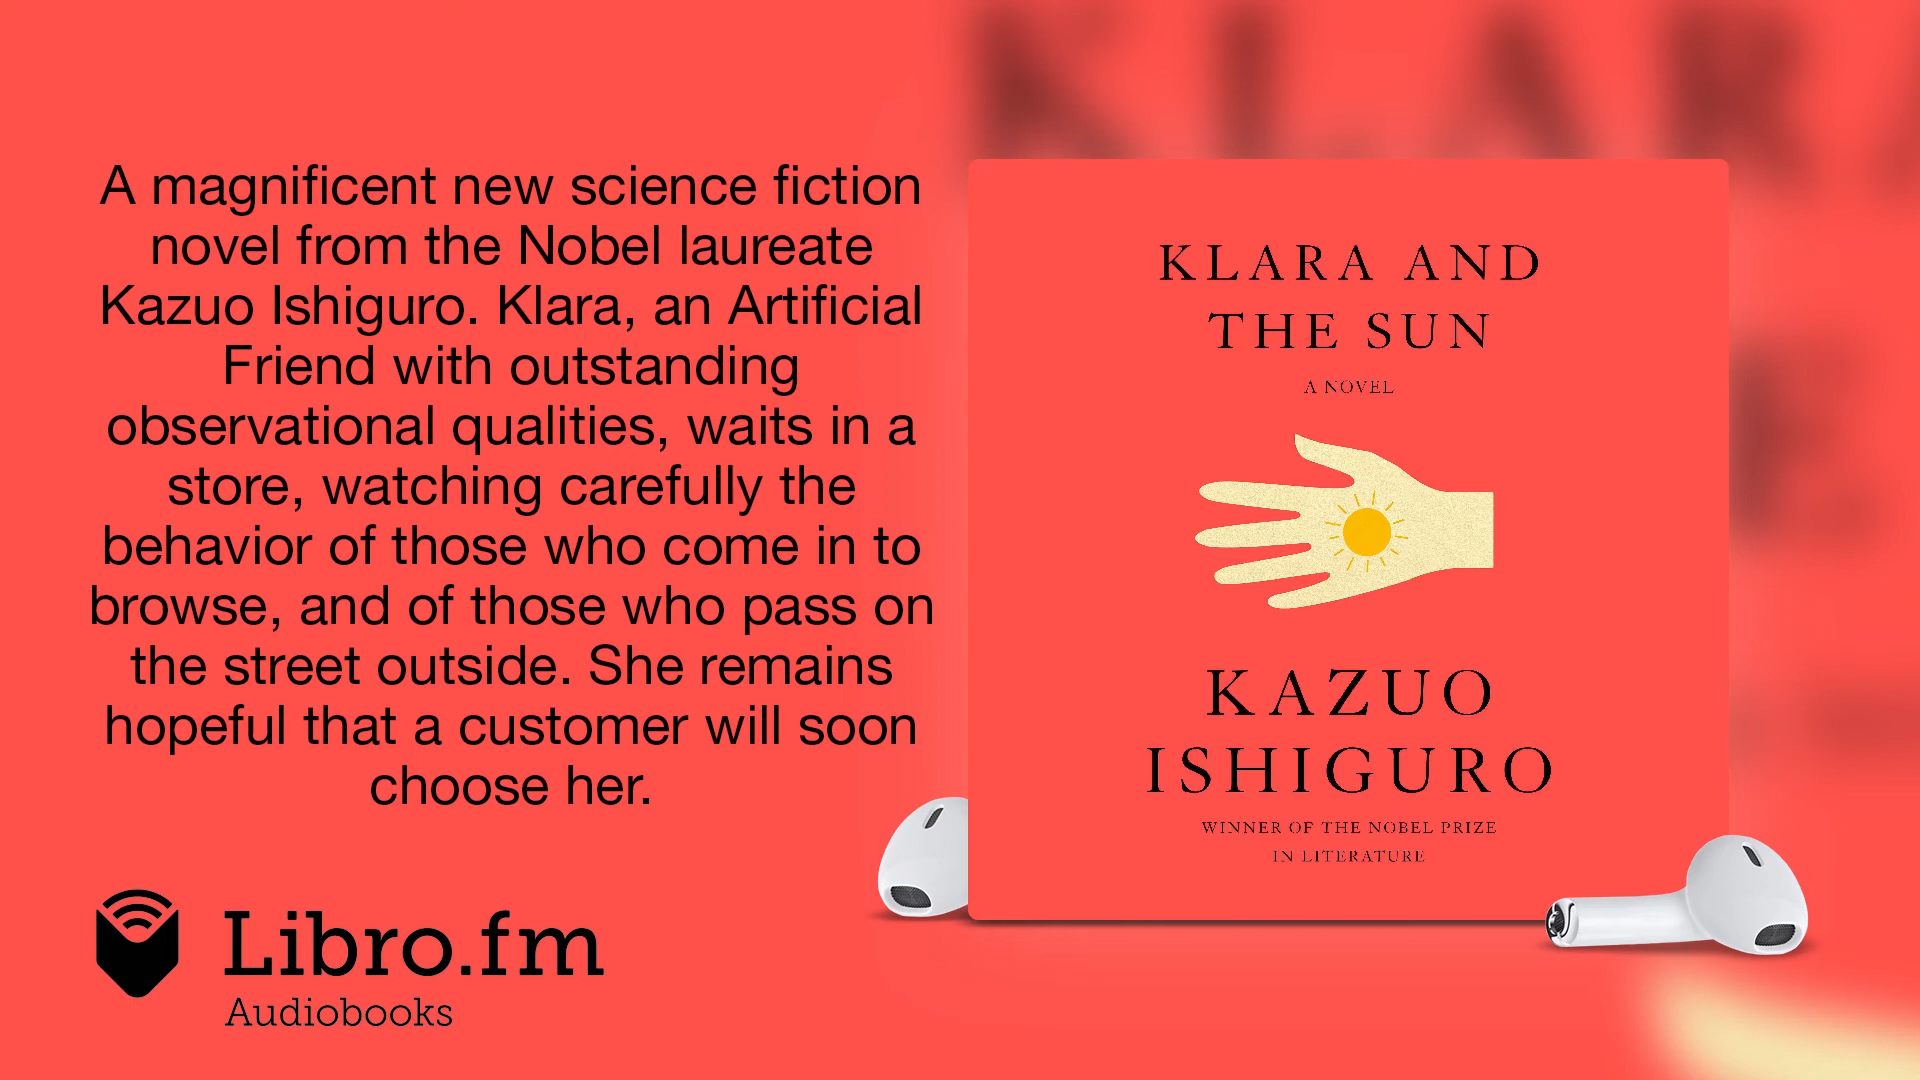 A magnificent new science fiction
novel from the Nobel laureate
Kazuo Ishiguro. Klara, an Artificial
Friend with outstanding
observational qualities, waits in a
store, watching carefully the
behavior of those who come in to
browse, and of those who pass on
the street outside. She remains
hopeful that a customer will soon
choose her.
Libro.fm
Audiobooks
KLARA AND
THE SUN
A NOVEL
KAZUO
ISHIGURO
WINNER OF THE NOBEL PRIZE
IN LITERATURE